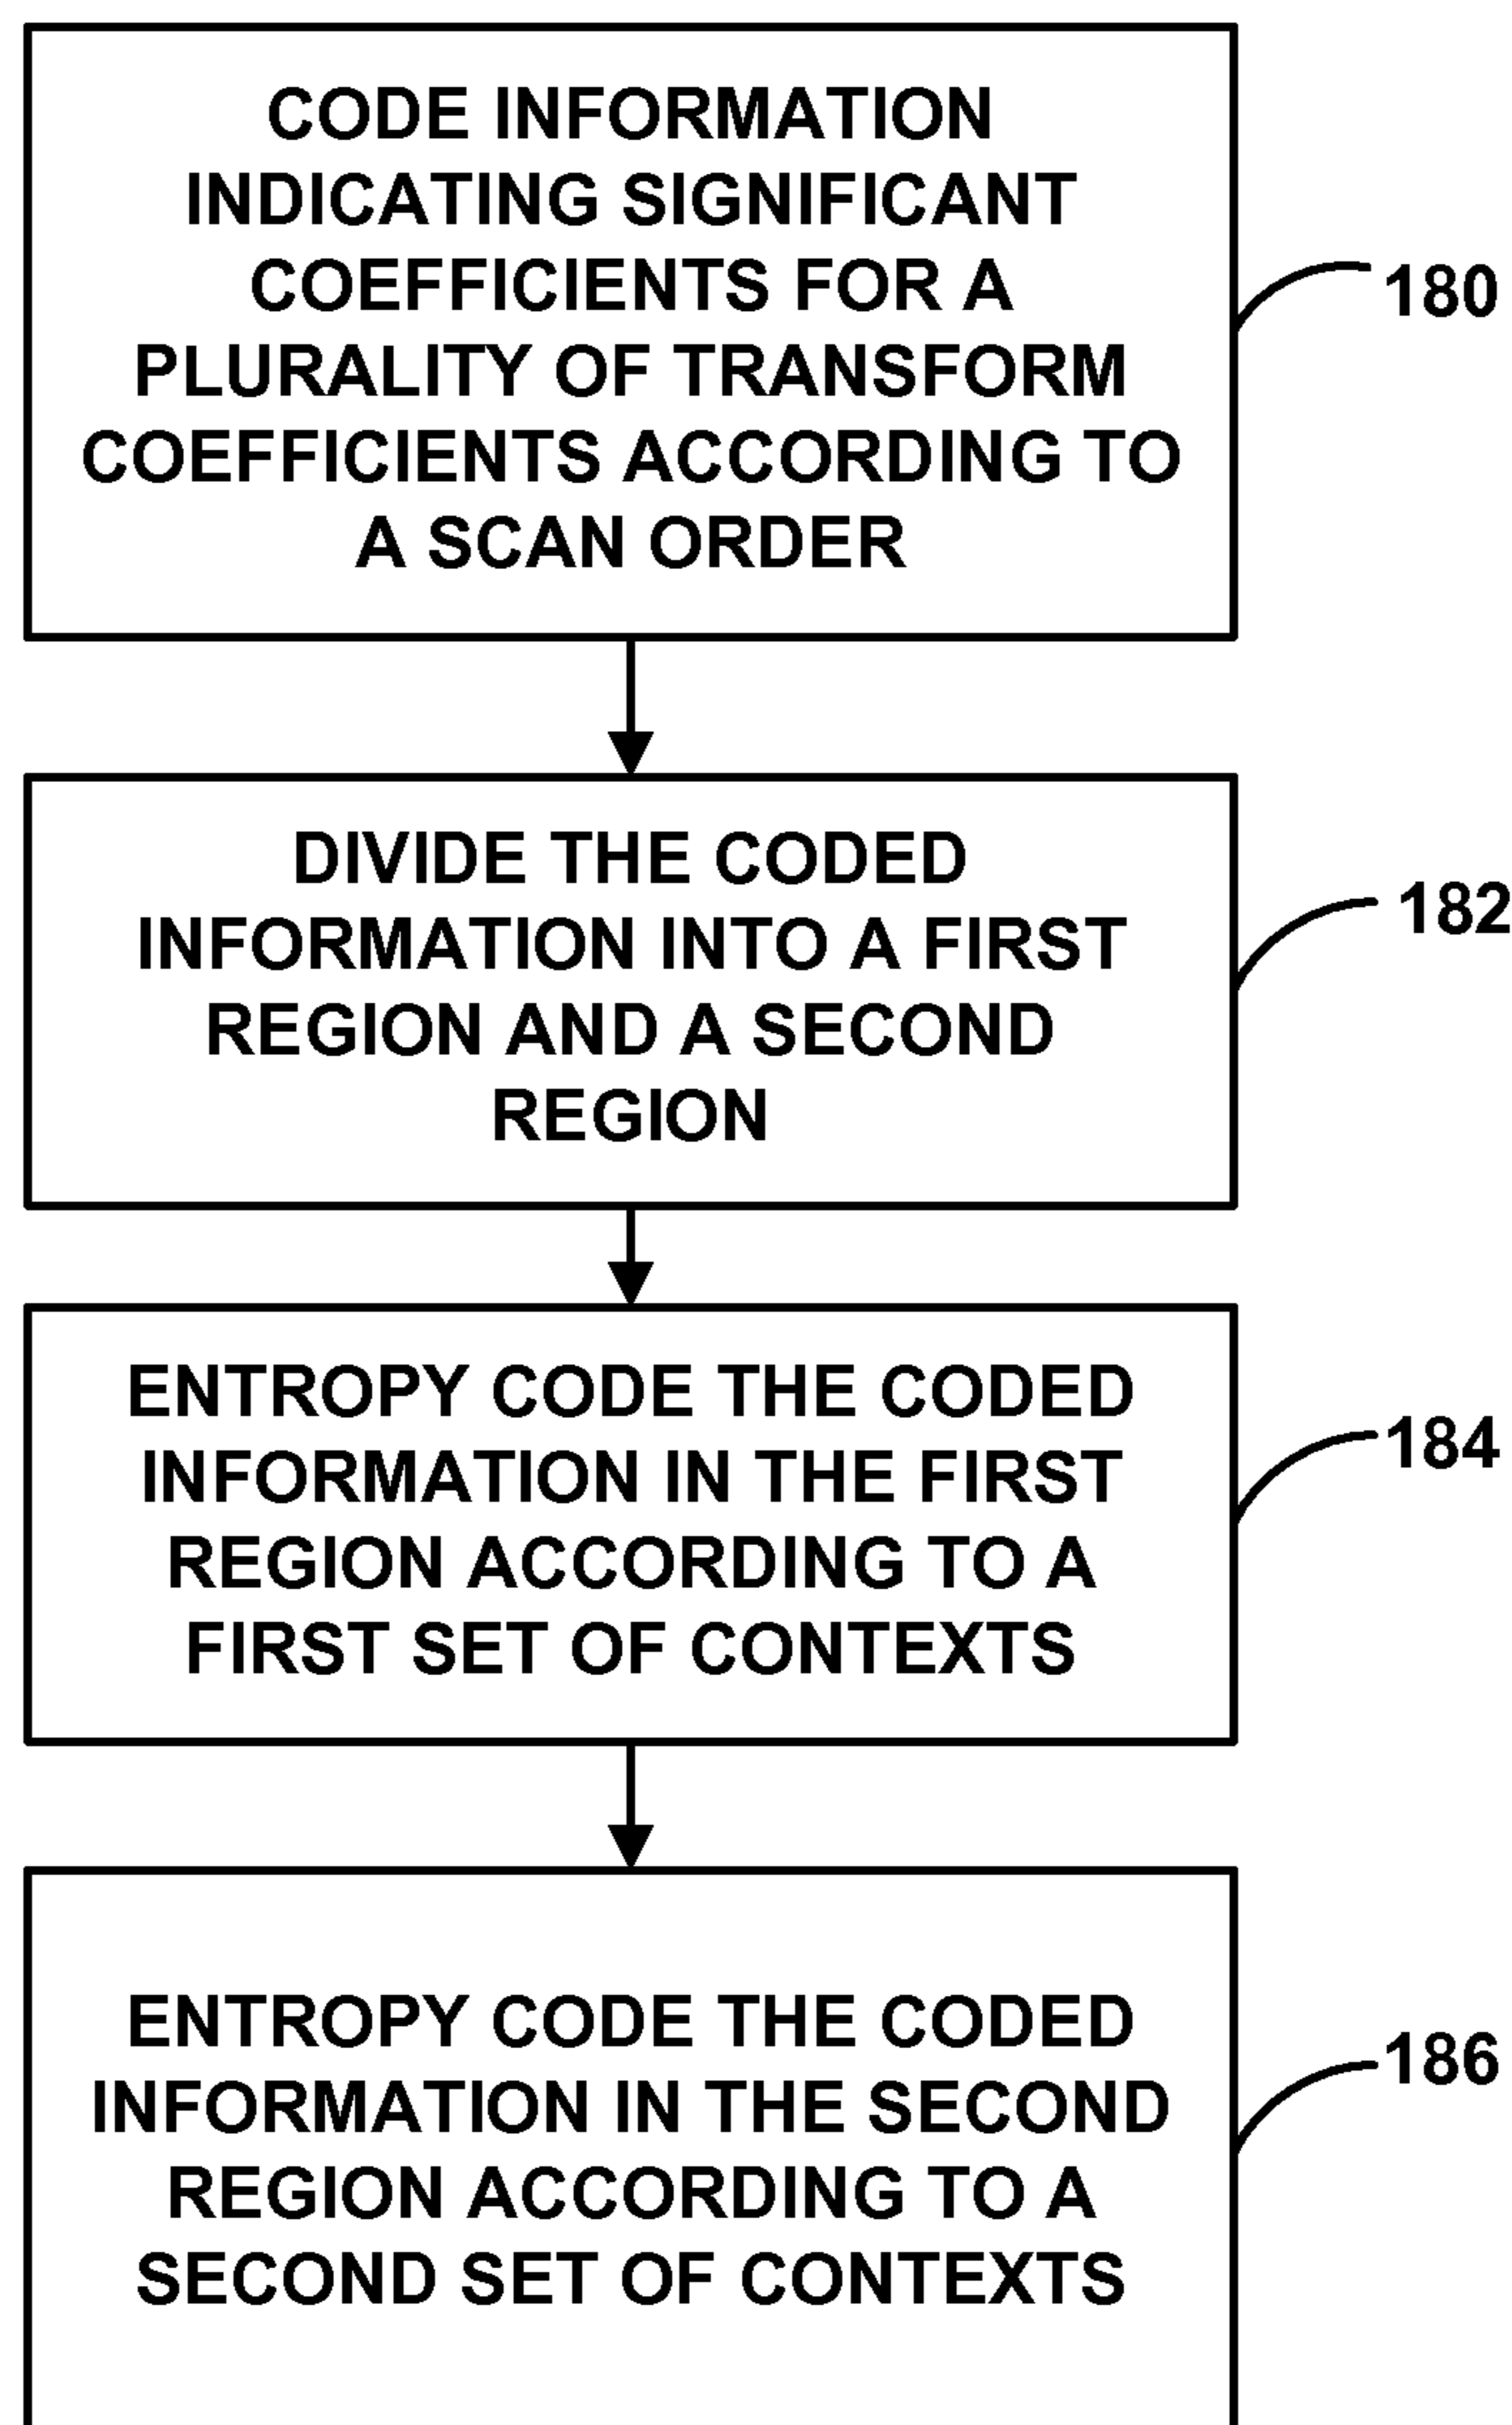 CODE INFORMATION
INDICATING SIGNIFICANT
COEFFICIENTS FOR A
PLURALITY OF TRANSFORM
COEFFICIENTS ACCORDING TO
A SCAN ORDER
180
DIVIDE THE CODED
INFORMATION INTO A FIRST
REGION AND A SECOND
REGION
182
ENTROPY CODE THE CODED
INFORMATION IN THE FIRST
REGION ACCORDING TO A
FIRST SET OF CONTEXTS
184
ENTROPY CODE THE CODED
INFORMATION IN THE SECOND
REGION ACCORDING TO A
SECOND SET OF CONTEXTS
186